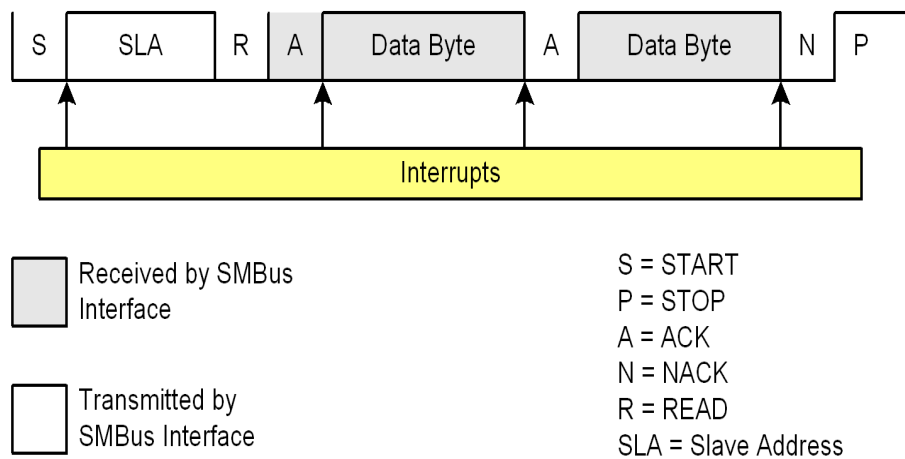 S SLA R A Data Byte A Data Byte N P
Interrupts
Received by SMBus
Interface
Transmitted by
SMBus Interface
S = START
P = STOP
A = ACK
N = NACK
R = READ
SLA = Slave Address